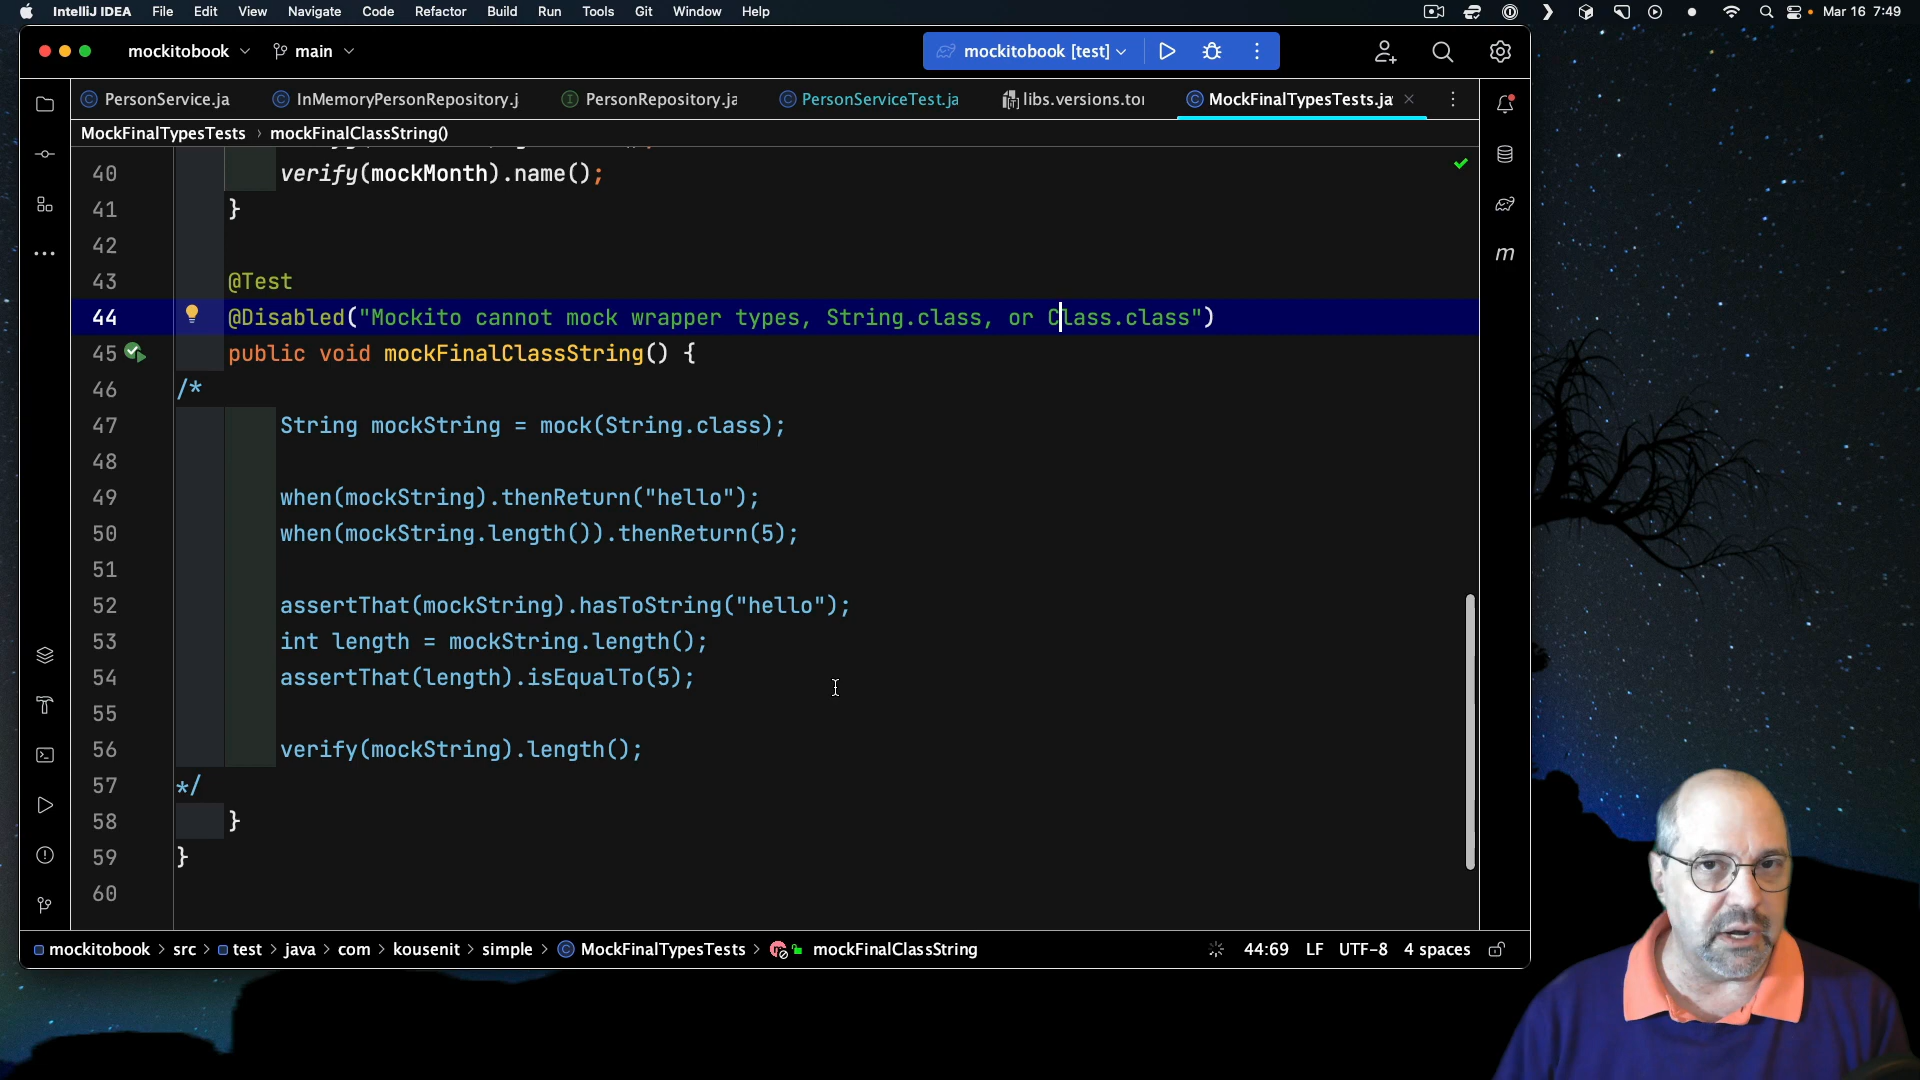 IntelliJ IDEA File Edit View Navigate Code Refactor Build Run Tools Git Window Help Mar 16 7:49
mockitobook main mockitobook [test]
PersonService.ja InMemoryPersonRepository.j PersonRepository.ja PersonServiceTest.ja libs.versions.tor MockFinalTypesTests.ja
MockFinalTypesTests › mockFinalClassString()
40 verify(mockMonth).name();
41 }
42
43 @Test
44 @Disabled("Mockito cannot mock wrapper types, String.class, or Class.class")
45 public void mockFinalClassString() {
46 /*
47 String mockString = mock(String.class);
48
49 when(mockString).thenReturn("hello");
50 when(mockString.length()).thenReturn(5);
51
52 assertThat(mockString).hasToString("hello");
53 int length = mockString.length();
54 assertThat(length).isEqualTo(5);
55
56 verify(mockString).length();
57 */
58 }
59 }
60
m
mockitobook › src › test › java › com › kousenit › simple › MockFinalTypesTests › mockFinalClassString 44:69 LF UTF-8 4 spaces